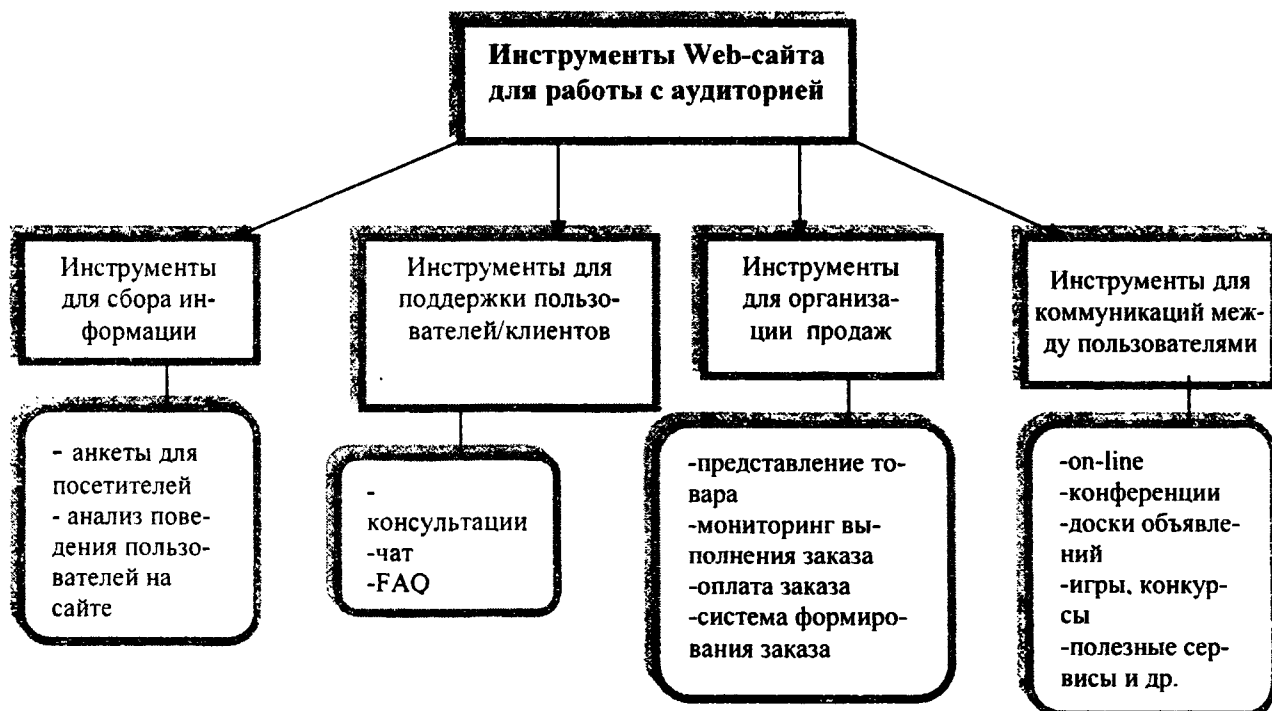 Инструменты Web-сайта
для работы с аудиторией
Инструменты
для сбора ин-
формации
Инструменты для
поддержки пользо-
вателей/клиентов
Инструменты
для организа-
ции продаж
Инструменты для
коммуникаций меж-
ду пользователями
- анкеты для
посетителей
- анализ пове-
дения пользо-
вателей на
сайте
-
консультации
-чат
-FAQ
-представление то-
вара
-мониторинг вы-
полнения заказа
-оплата заказа
-система формиро-
вания заказа
-on-line
-конференции
-доски объявле-
ний
-игры, конкур-
сы
-полезные сер-
висы и др.